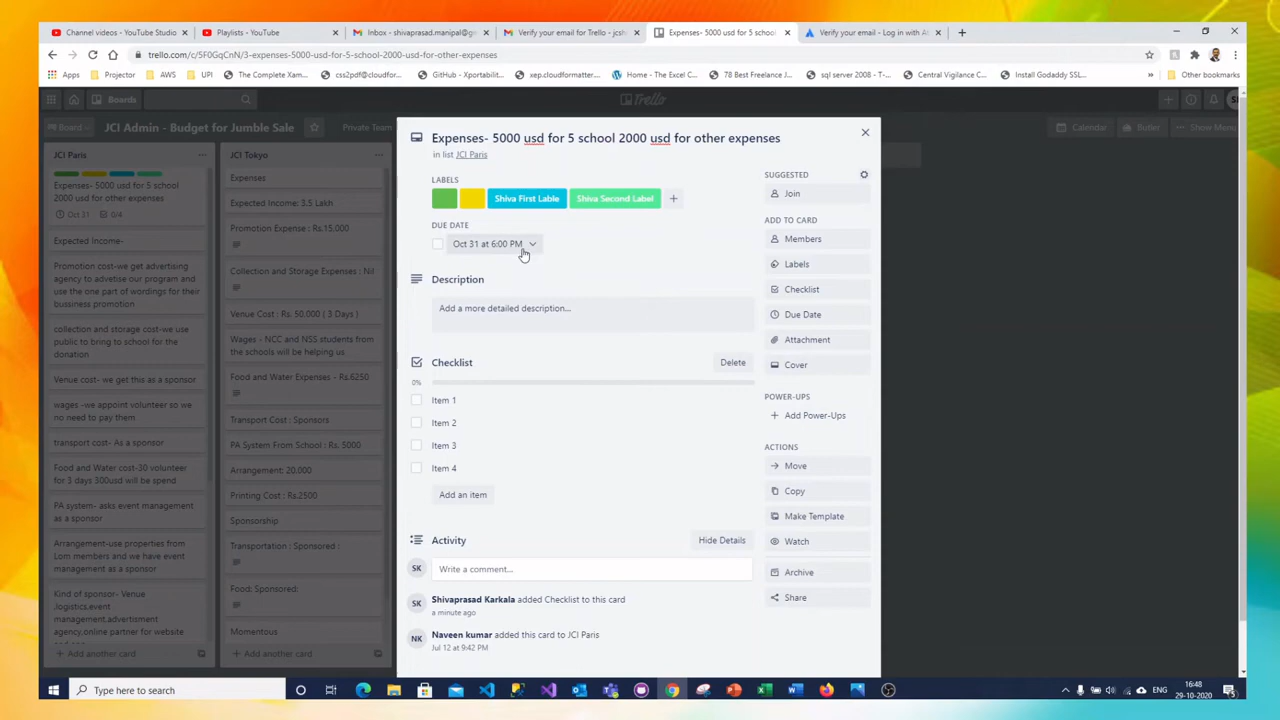 Channel videos - YouTube Studio
Playlists - YouTube
Inbox - shivaprasad.manipal@g
Verify your email for Trello - jcsh
Expenses- 5000 usd for 5 school
Verify your email - Log in with At
trello.com/c/5F0GqCnN/3-expenses-5000-usd-for-5-school-2000-usd-for-other-expenses
Apps
Projector
AWS
UPI
The Complete Xam...
css2pdf@cloudfor...
GitHub - Xportabilit...
xep.cloudformatter...
Home - The Excel C...
78 Best Freelance J...
sql server 2008 - T-...
Central Vigilance C...
Install Godaddy SSL...
Other bookmarks
Boards
Trello
Board
JCI Admin - Budget for Jumble Sale
Private Team
Calendar
Butler
Show Menu
JCI Paris
Expenses- 5000 usd for 5 school
2000 usd for other expenses
Oct 31
0/4
Expected Income-
Promotion cost-we get advertising
agency to advetise our program and
use the one part of wordings for their
bussiness promotion
collection and storage cost-we use
public to bring to school for the
donation
Venue cost- we get this as a sponsor.
wages -we appoint volunteer so we
no need to pay them
transport cost- As a sponsor
Food and Water cost-30 volunteer
for 3 days 300usd will be spend
PA system- asks event management
as a sponsor
Arrangement-use properties from
Lom members and we have event
management as a sponsor
Kind of sponsor- Venue
,logistics,event
management,advertisment
agency,online partner for website
Add another card
JCI Tokyo
Expenses
Expected Income: 3.5 Lakh
Promotion Expense : Rs.15,000
Collection and Storage Expenses : Nil
Venue Cost : Rs. 50,000 ( 3 Days )
Wages - NCC and NSS students from
the schools will be helping us
Food and Water Expenses - Rs.6250
Transport Cost : Sponsors
PA System From School : Rs. 5000
Arrangement: 20,000
Printing Cost : Rs.2500
Sponsorship
Transportation : Sponsored :
Food; Sponsored;
Momentous
Add another card
Expenses- 5000 usd for 5 school 2000 usd for other expenses
in list JCI Paris
LABELS
Shiva First Lable
Shiva Second Label
DUE DATE
Oct 31 at 6:00 PM
Description
Add a more detailed description...
Checklist
Delete
0%
Item 1
Item 2
Item 3
Item 4
Add an item
Activity
Hide Details
SK
Write a comment...
SK
Shivaprasad Karkala added Checklist to this card
a minute ago
NK
Naveen kumar added this card to JCI Paris
Jul 12 at 9:42 PM
SUGGESTED
Join
ADD TO CARD
Members
Labels
Checklist
Due Date
Attachment
Cover
POWER-UPS
Add Power-Ups
ACTIONS
Move
Copy
Make Template
Watch
Archive
Share
Type here to search
ENG
16:48
29-10-2020